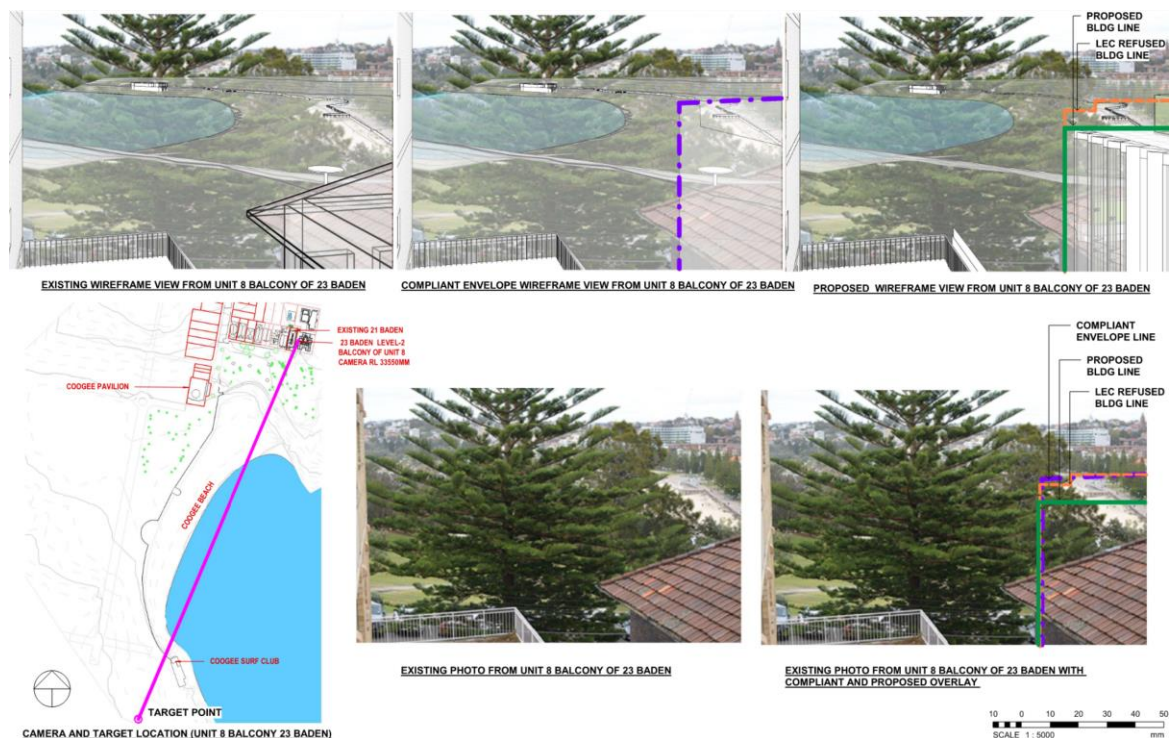 PROPOSED
BLDG LINE
LEC REFUSED
BLDG LINE
EXISTING WIREFRAME VIEW FROM UNIT 8 BALCONY OF 23 BADEN
COMPLIANT ENVELOPE WIREFRAME VIEW FROM UNIT 8 BALCONY OF 23 BADEN
PROPOSED WIREFRAME VIEW FROM UNIT 8 BALCONY OF 23 BADEN
EXISTING 21 BADEN
23 BADEN LEVEL-2
BALCONY OF UNIT 8
CAMERA RL 33550MM
COOGEE PAVILION
COOGEE BEACH
COOGEE SURF CLUB
TARGET POINT
CAMERA AND TARGET LOCATION (UNIT 8 BALCONY 23 BADEN)
COMPLIANT
ENVELOPE LINE
PROPOSED
BLDG LINE
LEC REFUSED
BLDG LINE
EXISTING PHOTO FROM UNIT 8 BALCONY OF 23 BADEN
EXISTING PHOTO FROM UNIT 8 BALCONY OF 23 BADEN WITH
COMPLIANT AND PROPOSED OVERLAY
10 0 10 20 30 40 50
SCALE 1 : 5000 mm